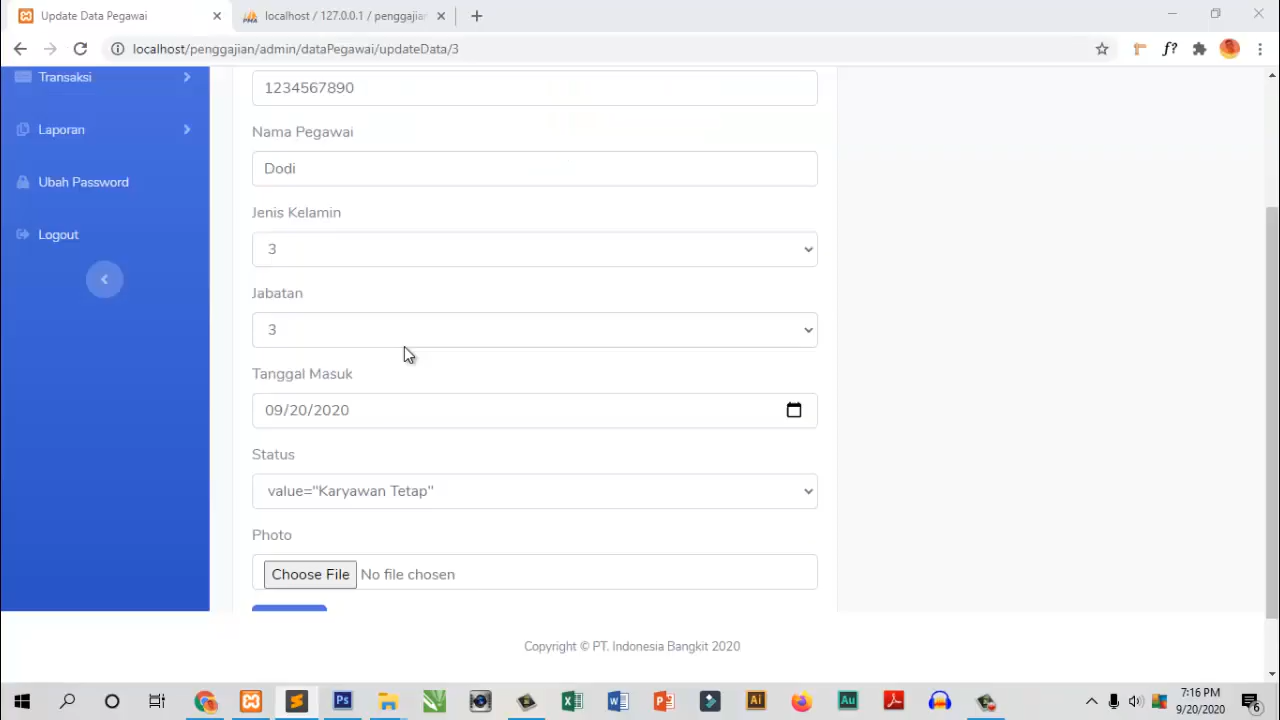 Update Data Pegawai
localhost / 127.0.0.1 / penggajian
localhost/penggajian/admin/dataPegawai/updateData/3
f?
Transaksi
Laporan
Ubah Password
Logout
1234567890
Nama Pegawai
Dodi
Jenis Kelamin
3
Jabatan
3
Tanggal Masuk
09/20/2020
Status
value="Karyawan Tetap"
Photo
Choose File No file chosen
Copyright © PT. Indonesia Bangkit 2020
7:16 PM
9/20/2020
6